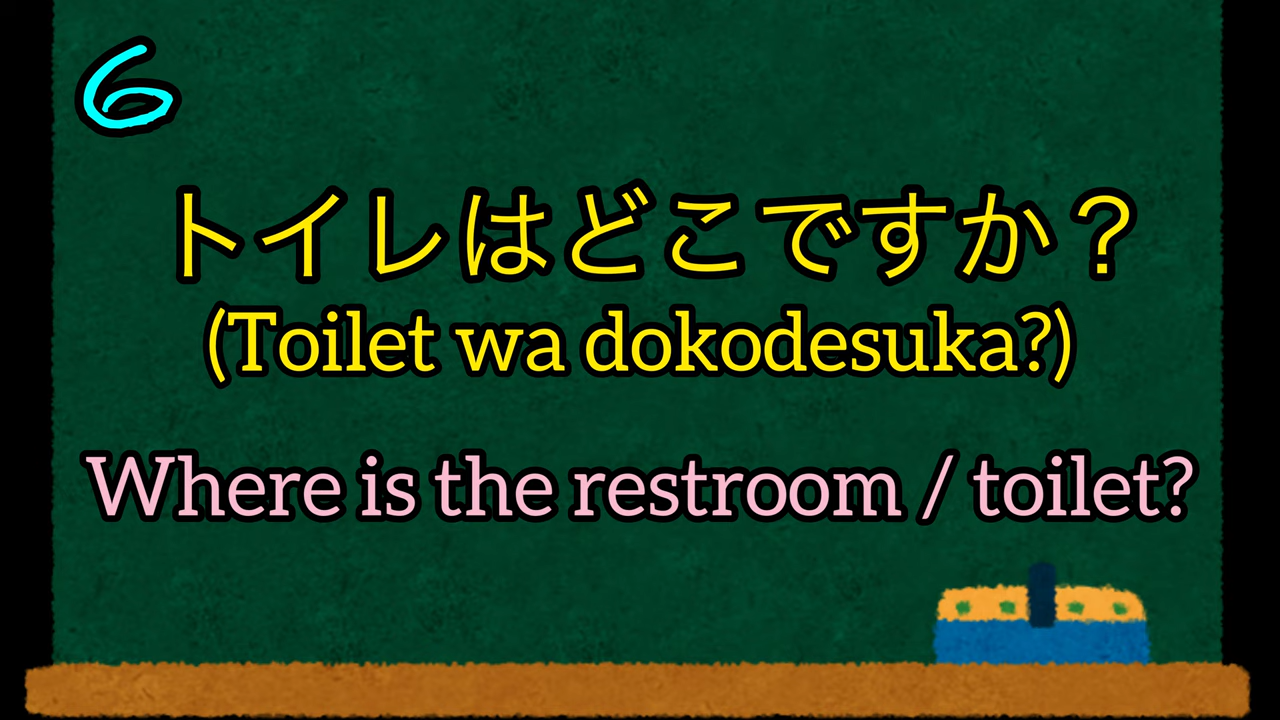 6
トイレはどこですか？
(Toilet wa dokodesuka?)
Where is the restroom / toilet?